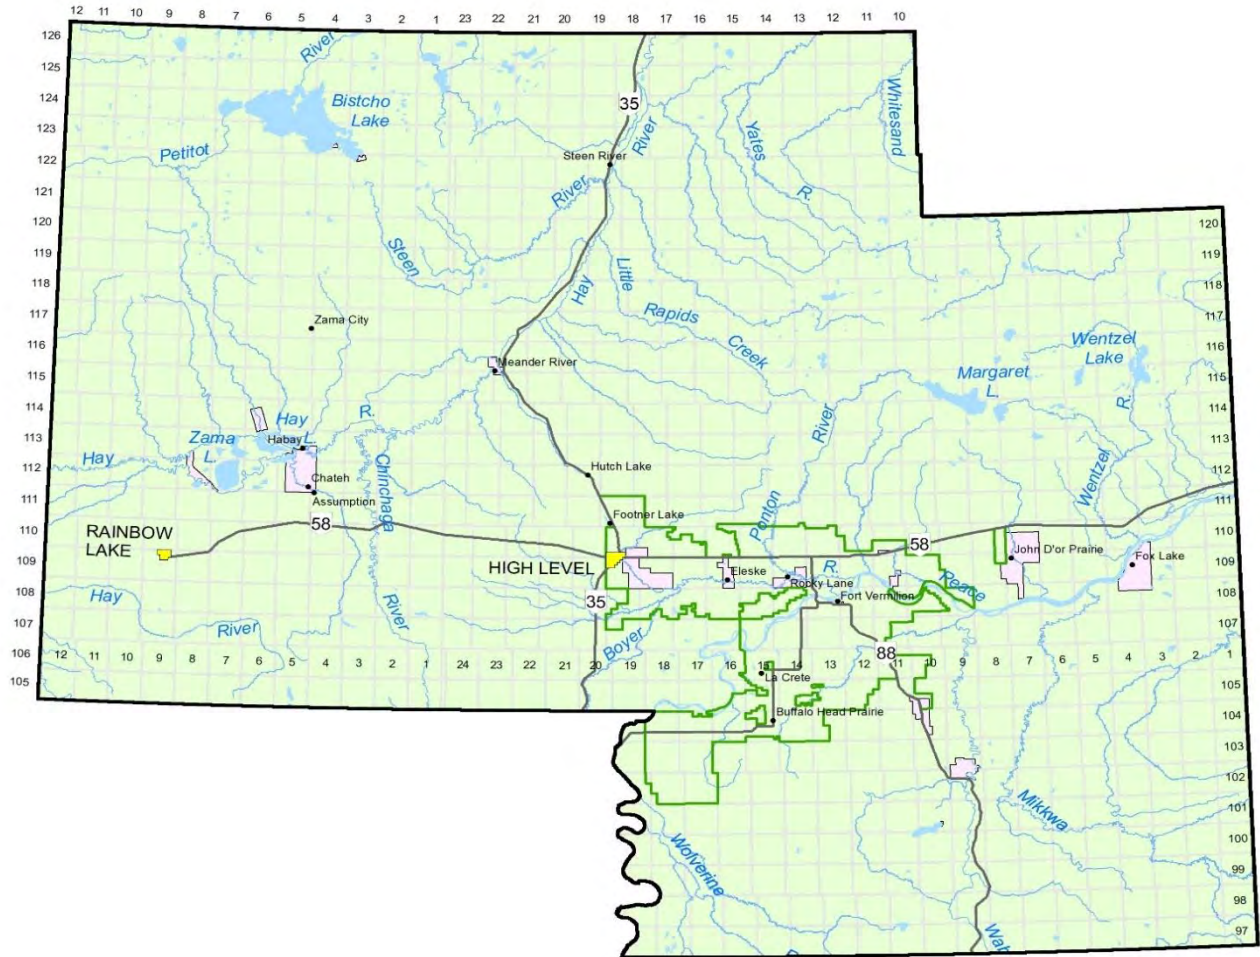 12 11 10 9 8 7 6 5 4 3 2 1 23 22 21 20 19 18 17 16 15 14 13 12 11 10
126
125
124
123
122
121
120
119
118
117
116
115
114
113
112
111
110
109
108
107
106
105
River
Bistcho
Lake
Petitot
35
River
Steen River
River
Yates
R.
Whitesand
Steen
Hay
Little
Rapids
Creek
120
119
118
117
116
115
114
113
112
111
110
109
108
107
1
105
104
103
102
101
100
99
98
97
Zama City
Meander River
Wentzel
Lake
Margaret
L.
R.
Wentzel
River
Ponton
Hay
L.
R.
Habay
Zama
L.
Hay
Chinchaga
River
Chateh
Assumption
Hutch Lake
Footner Lake
58
RAINBOW
LAKE
HIGH LEVEL
58
John D'or Prairie
Fox Lake
Eleske
Rocky Lane
R.
Fort Vermilion
Peace
Hay
River
35
Boyer
88
12 11 10 9 8 7 6 5 4 3 2 1 24 23 22 21 20 19 18 17 16 15 14 13 12 11 10 9 8 7 6 5 4 3 2
La Crete
Buffalo Head Prairie
Mikkwa
Wolverine
Wab